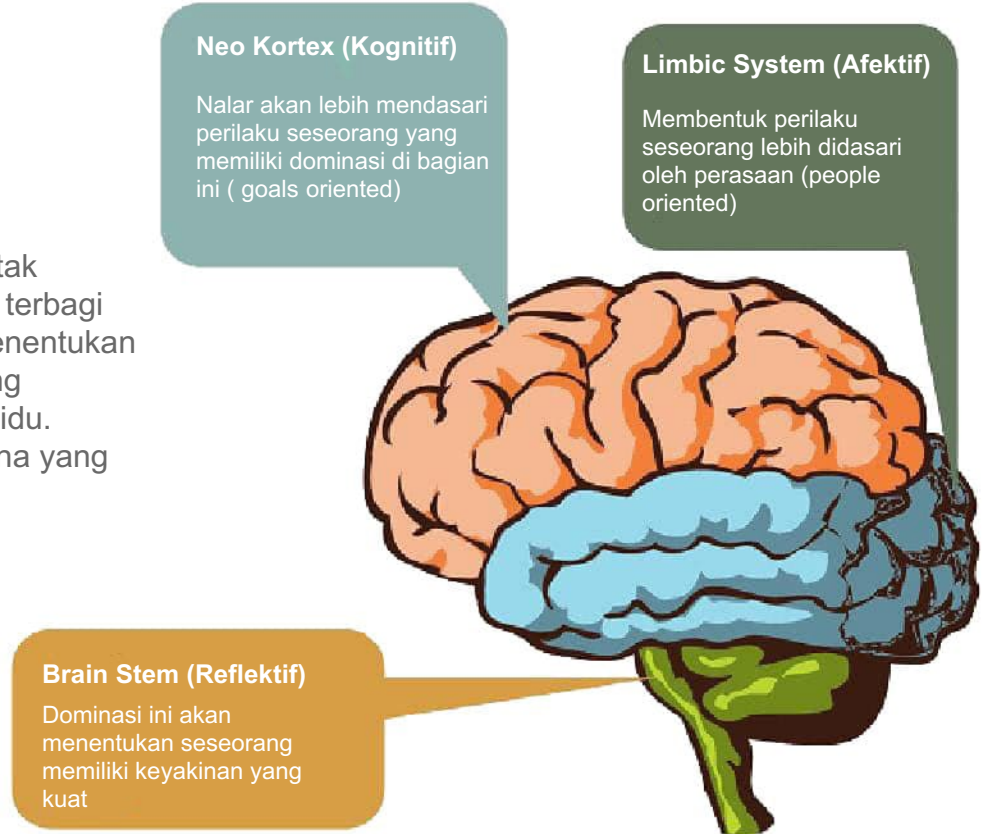 Neo Kortex (Kognitif)
Nalar akan lebih mendasari
perilaku seseorang yang
memiliki dominasi di bagian
ini ( goals oriented)
Limbic System (Afektif)
Membentuk perilaku
seseorang lebih didasari
oleh perasaan (people
oriented)
terbagi
Brain Stem (Reflektif)
Dominasi ini akan
menentukan seseorang
memiliki keyakinan yang
kuat
yang